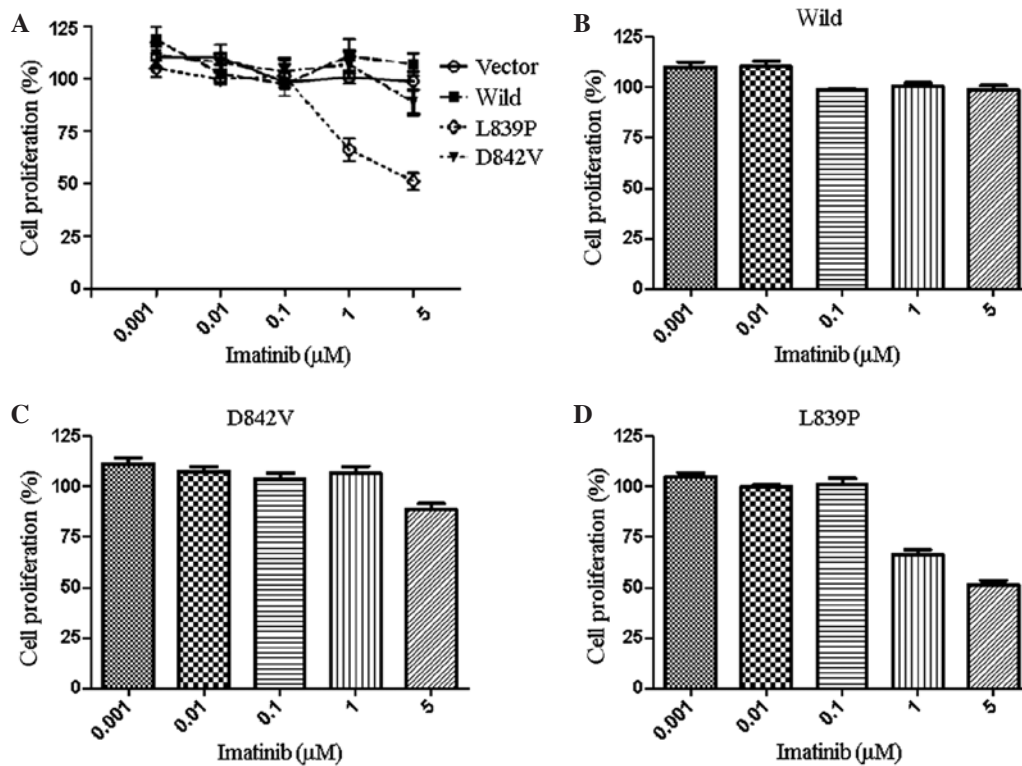 A
Cell proliferation (%)
125
100
75
50
25
0
0.001
0.01
0.1
1
5
Imatinib (µM)
Vector
Wild
L839P
D842V
B
Wild
Cell proliferation (%)
125
100
75
50
25
0
0.001
0.01
0.1
1
5
Imatinib (µM)
C
D842V
Cell proliferation (%)
125
100
75
50
25
0
0.001
0.01
0.1
1
5
Imatinib (µM)
D
L839P
Cell proliferation (%)
125
100
75
50
25
0
0.001
0.01
0.1
1
5
Imatinib (µM)